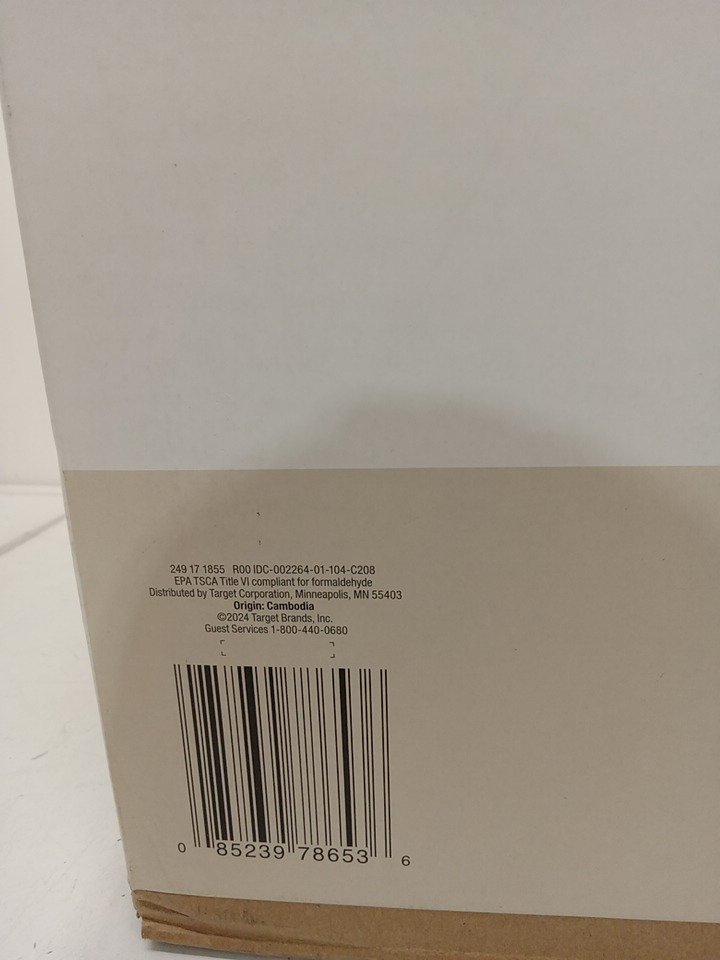 249 17 1855 R00 IDC-002264-01-104-C208
EPA TSCA Title VI compliant for formaldehyde
Distributed by Target Corporation, Minneapolis, MN 55403
Origin: Cambodia
©2024 Target Brands, Inc.
Guest Services 1-800-440-0680
0 85239 78653 6